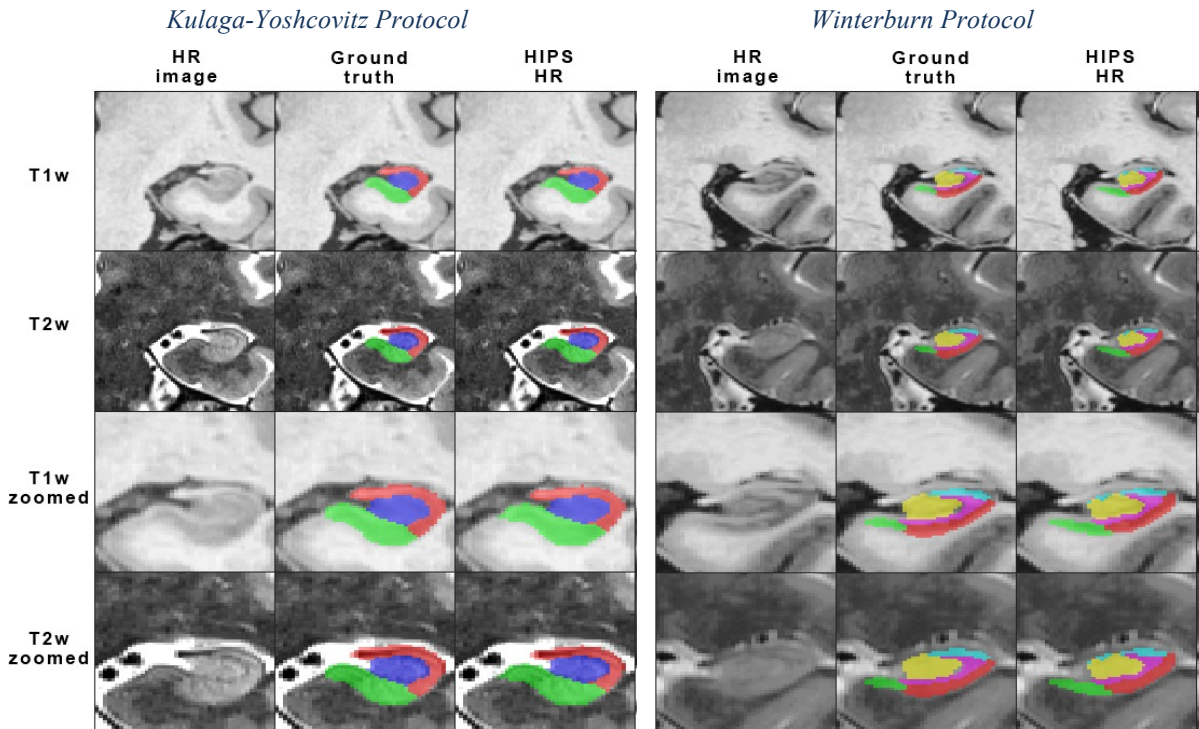 Kulaga-Yoshcovitz Protocol
Winterburn Protocol
HR
image
Ground
truth
HIPS
HR
HR
image
Ground
truth
HIPS
HR
T1w
T2w
T1w
zoomed
T2w
zoomed